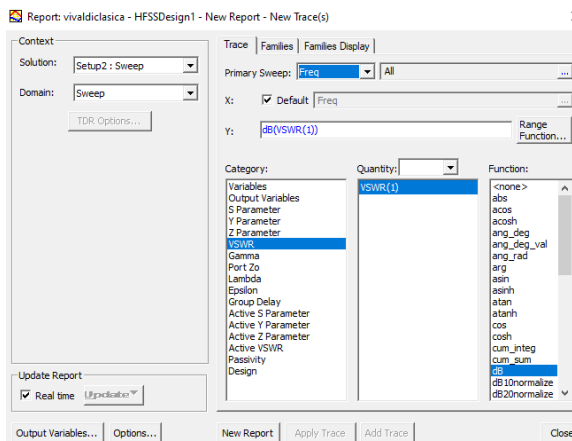 Report: vivaldiclasica - HFSSDesign1 - New Report - New Trace(s)
Context
Solution: Setup2 : Sweep
Domain: Sweep
TDR Options...
Update Report
Real time Update
Output Variables... Options...
Trace Families Families Display
Primary Sweep: Freq All ...
X: Default Freq ...
Y: dB(VSWR(1)) Range Function...
Category:
Variables
Output Variables
S Parameter
Y Parameter
Z Parameter
VSWR
Gamma
Port Zo
Lambda
Epsilon
Group Delay
Active S Parameter
Active Y Parameter
Active Z Parameter
Active VSWR
Passivity
Design
Quantity:
VSWR(1)
Function:
<none>
abs
acos
acosh
ang_deg
ang_deg_val
ang_rad
arg
asin
asinh
atan
atanh
cos
cosh
cum_integ
cum_sum
dB
dB10normalize
dB20normalize
New Report Apply Trace Add Trace Close